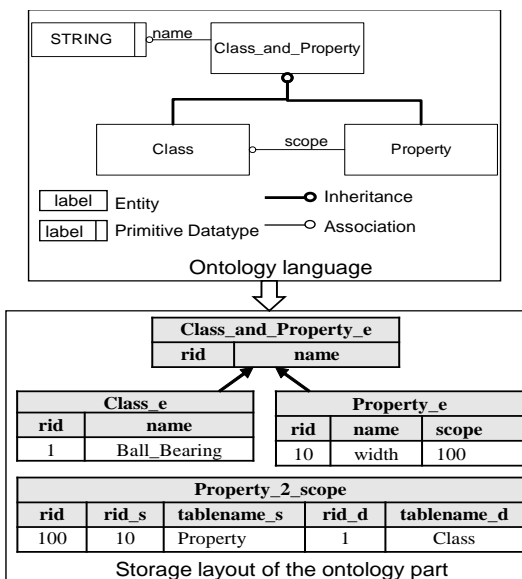 STRING
name
Class_and_Property
scope
Class
Property
label Entity
Inheritance
label Primitive Datatype
Association
Ontology language
Class_and_Property_e
rid name
Class_e
rid name
1 Ball_Bearing
Property_e
rid name scope
10 width 100
Property_2_scope
rid rid_s tablename_s rid_d tablename_d
100 10 Property 1 Class
Storage layout of the ontology part